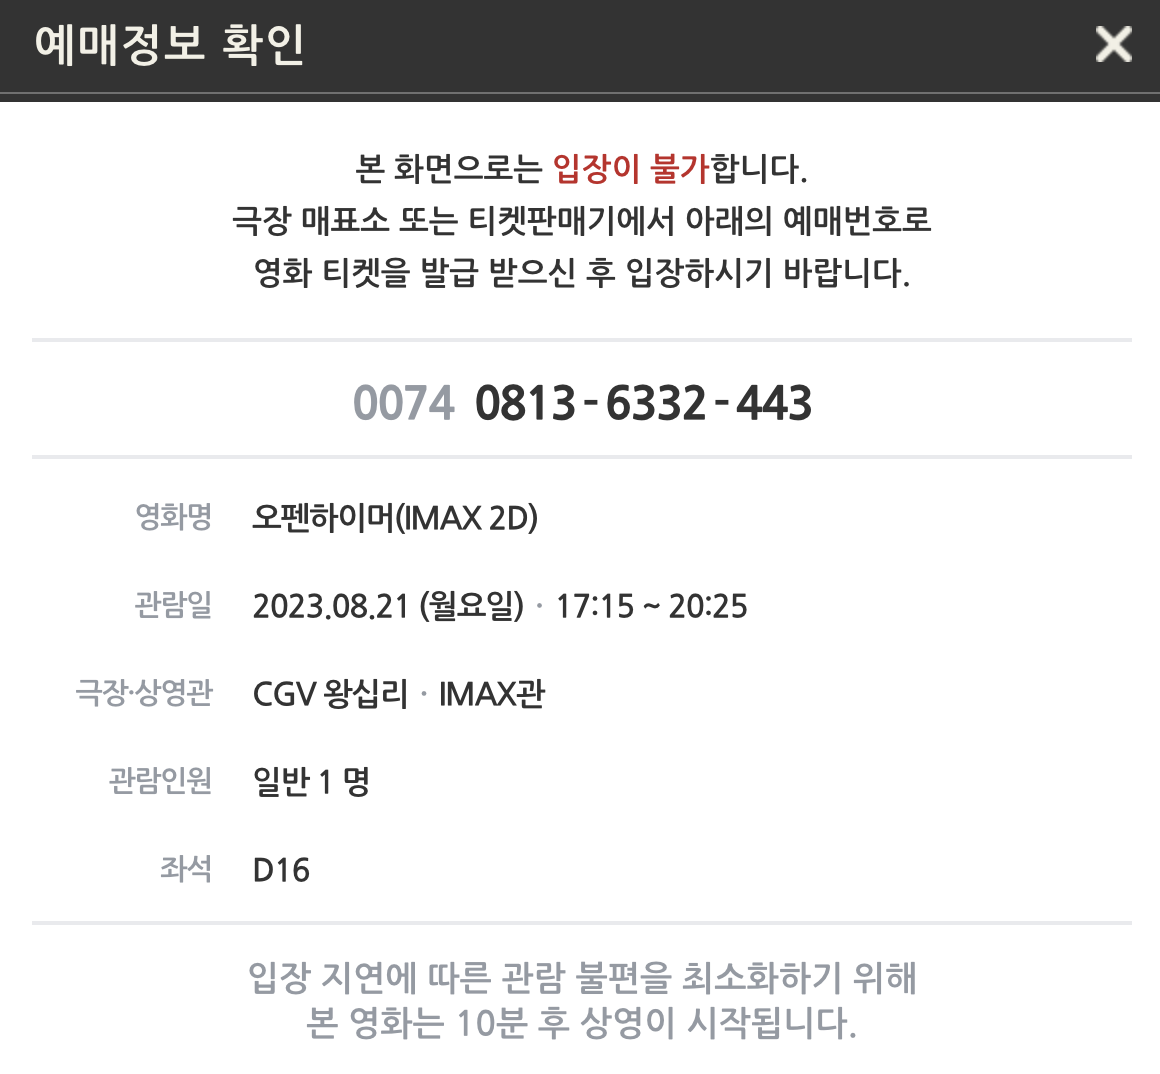 예매정보 확인
본 화면으로는 입장이 불가합니다.
극장 매표소 또는 티켓판매기에서 아래의 예매번호로
영화 티켓을 발급 받으신 후 입장하시기 바랍니다.
0074 0813-6332-443
영화명 오펜하이머(IMAX 2D)
관람일 2023.08.21 (월요일) · 17:15 ~ 20:25
극장·상영관 CGV 왕십리 · IMAX관
관람인원 일반 1 명
좌석 D16
입장 지연에 따른 관람 불편을 최소화하기 위해
본 영화는 10분 후 상영이 시작됩니다.